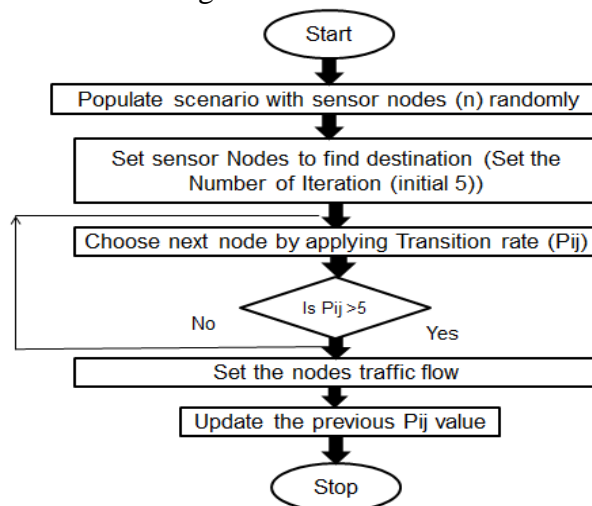 Start
Populate scenario with sensor nodes (n) randomly
Set sensor Nodes to find destination (Set the
Number of Iteration (initial 5))
Choose next node by applying Transition rate (Pij)
Is Pij >5
No
Yes
Set the nodes traffic flow
Update the previous Pij value
Stop